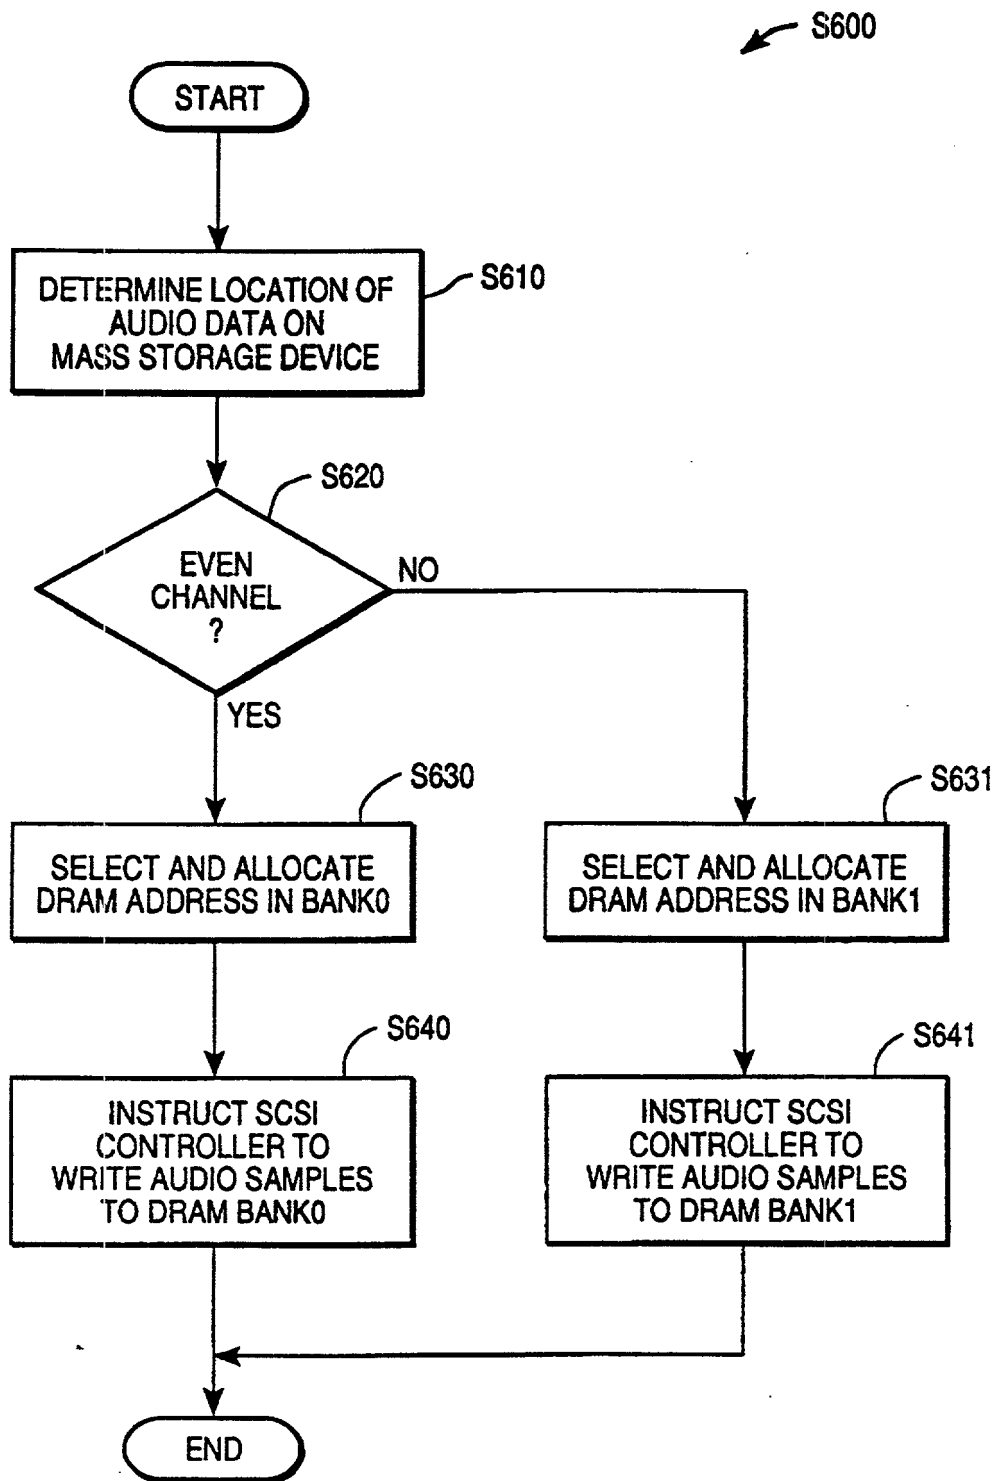 S600
START
DETERMINE LOCATION OF
AUDIO DATA ON
MASS STORAGE DEVICE
S610
S620
EVEN
CHANNEL
?
NO
YES
S630
SELECT AND ALLOCATE
DRAM ADDRESS IN BANK0
S631
SELECT AND ALLOCATE
DRAM ADDRESS IN BANK1
S640
INSTRUCT SCSI
CONTROLLER TO
WRITE AUDIO SAMPLES
TO DRAM BANK0
S641
INSTRUCT SCSI
CONTROLLER TO
WRITE AUDIO SAMPLES
TO DRAM BANK1
END